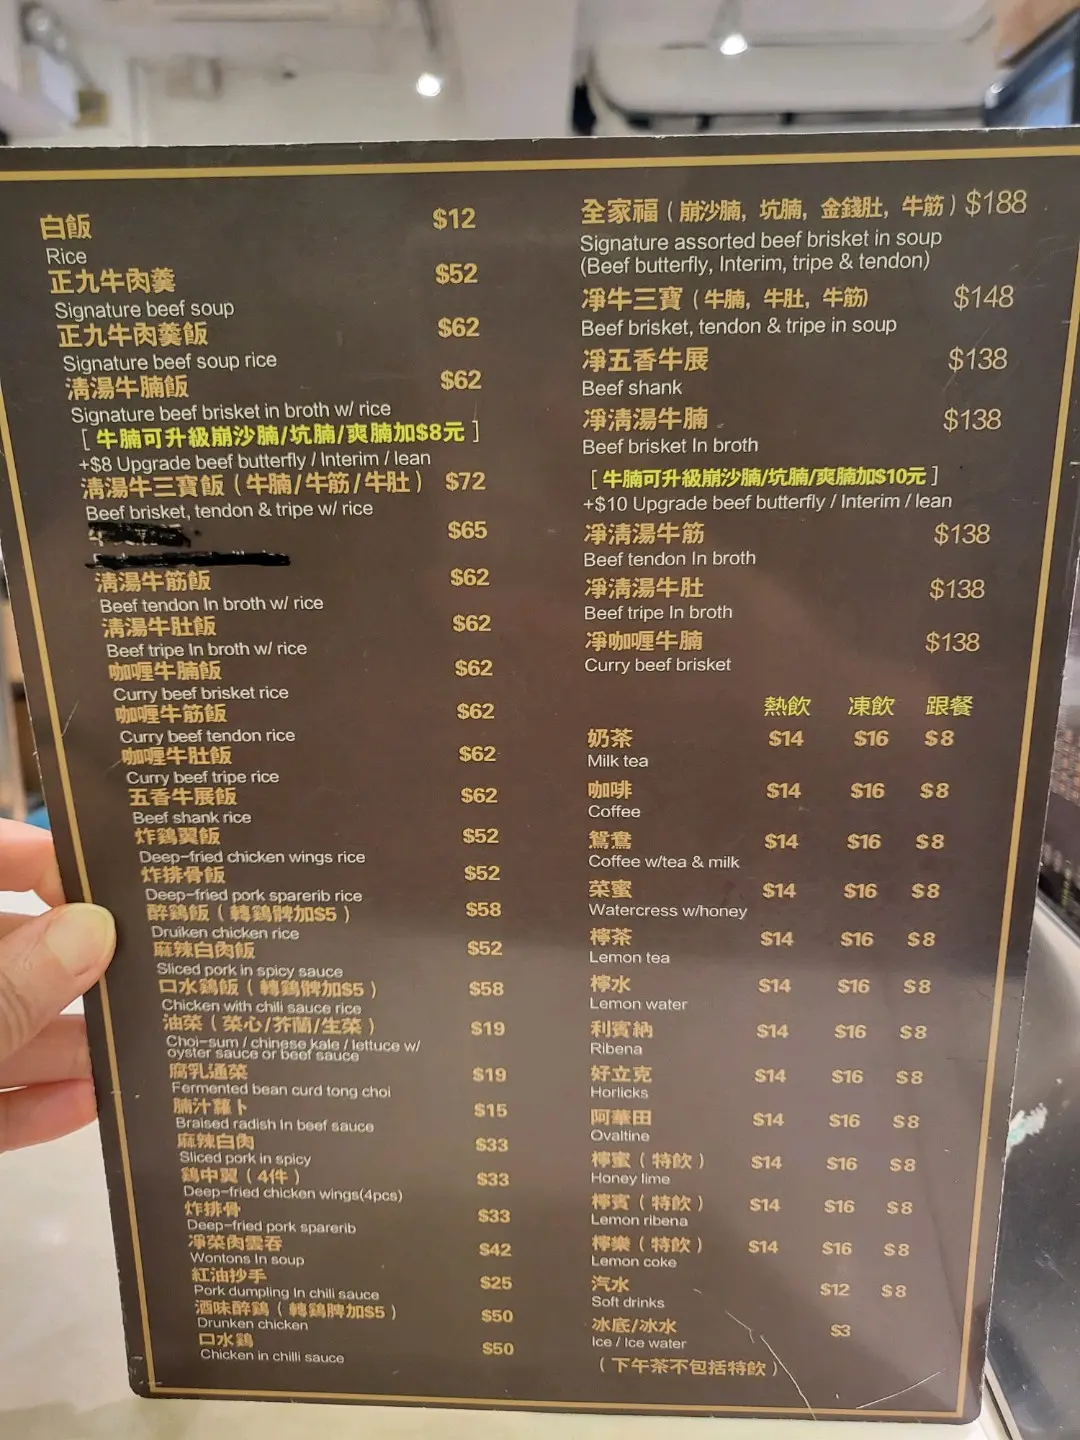 白飯 $12
Rice
正九牛肉羹 $52
Signature beef soup
正九牛肉羹飯 $62
Signature beef soup rice
清湯牛腩飯 $62
Signature beef brisket in broth w/ rice
[ 牛腩可升級崩沙腩/坑腩/爽腩加$8元 ]
+$8 Upgrade beef butterfly / Interim / lean
清湯牛三寶飯 ( 牛腩/牛筋/牛肚 ) $72
Beef brisket, tendon & tripe w/ rice
$65
清湯牛筋飯 $62
Beef tendon In broth w/ rice
清湯牛肚飯 $62
Beef tripe In broth w/ rice
咖喱牛腩飯 $62
Curry beef brisket rice
咖喱牛筋飯 $62
Curry beef tendon rice
咖喱牛肚飯 $62
Curry beef tripe rice
五香牛展飯 $62
Beef shank rice
炸鷄翼飯 $52
Deep-fried chicken wings rice
炸排骨飯 $52
Deep-fried pork sparerib rice
醉鷄飯 ( 轉鷄髀加$5 ) $58
Druiken chicken rice
麻辣白肉飯 $52
Sliced pork in spicy sauce
口水鷄飯 ( 轉鷄髀加$5 ) $58
Chicken with chili sauce rice
油菜 ( 菜心/芥蘭/生菜 ) $19
Choi-sum / chinese kale / lettuce w/
oyster sauce or beef sauce
腐乳通菜 $19
Fermented bean curd tong choi
腩汁蘿卜 $15
Braised radish In beef sauce
麻辣白肉 $33
Sliced pork in spicy
鷄中翼 ( 4件 ) $33
Deep-fried chicken wings(4pcs)
炸排骨 $33
Deep-fried pork sparerib
凈菜肉雲吞 $42
Wontons In soup
紅油抄手 $25
Pork dumpling In chili sauce
酒味醉鷄 ( 轉鷄髀加$5 ) $50
Drunken chicken
口水鷄 $50
Chicken in chilli sauce
全家福 ( 崩沙腩, 坑腩, 金錢肚, 牛筋 ) $188
Signature assorted beef brisket in soup
(Beef butterfly, Interim, tripe & tendon)
凈牛三寶 ( 牛腩, 牛肚, 牛筋) $148
Beef brisket, tendon & tripe in soup
凈五香牛展 $138
Beef shank
凈清湯牛腩 $138
Beef brisket In broth
[ 牛腩可升級崩沙腩/坑腩/爽腩加$10元 ]
+$10 Upgrade beef butterfly / Interim / lean
凈清湯牛筋 $138
Beef tendon In broth
凈清湯牛肚 $138
Beef tripe In broth
凈咖喱牛腩 $138
Curry beef brisket
熱飲 凍飲 跟餐
奶茶 $14 $16 $8
Milk tea
咖啡 $14 $16 $8
Coffee
鴛鴦 $14 $16 $8
Coffee w/tea & milk
菜蜜 $14 $16 $8
Watercress w/honey
檸茶 $14 $16 $8
Lemon tea
檸水 $14 $16 $8
Lemon water
利賓納 $14 $16 $8
Ribena
好立克 $14 $16 $8
Horlicks
阿華田 $14 $16 $8
Ovaltine
檸蜜 ( 特飲 ) $14 $16 $8
Honey lime
檸賓 ( 特飲 ) $14 $16 $8
Lemon ribena
檸樂 ( 特飲 ) $14 $16 $8
Lemon coke
汽水 $12 $8
Soft drinks
冰底/冰水 $3
Ice / Ice water
( 下午茶不包括特飲 )